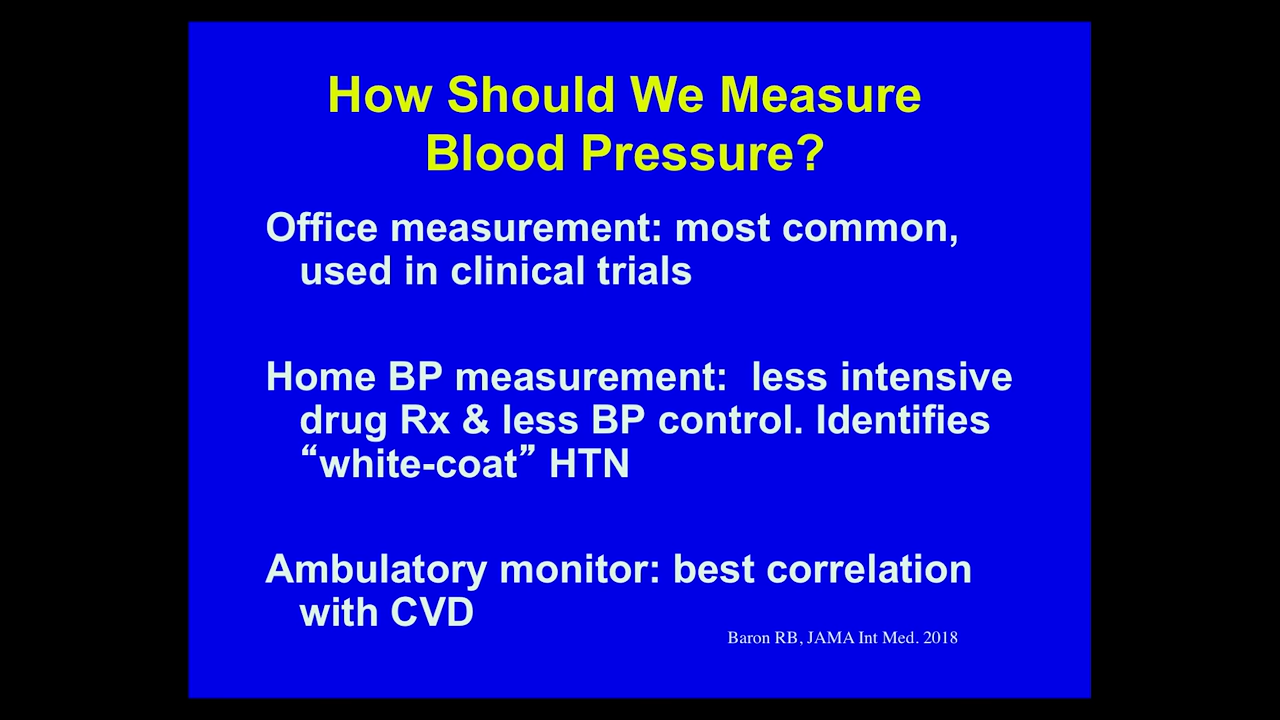 How Should We Measure
Blood Pressure?
Office measurement: most common,
used in clinical trials
Home BP measurement:  less intensive
drug Rx & less BP control. Identifies
“white-coat” HTN
Ambulatory monitor: best correlation
with CVD
Baron RB, JAMA Int Med. 2018